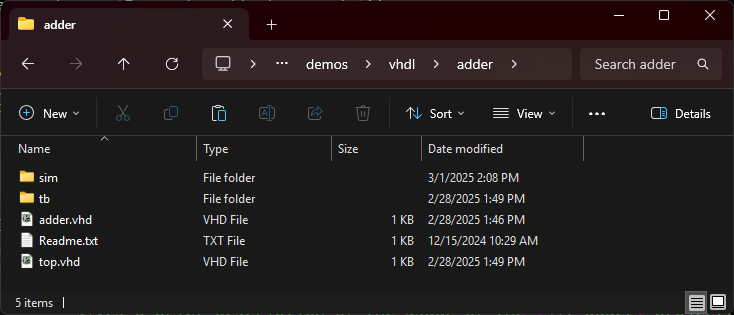 adder
demos vhdl adder Search adder
New Sort View Details
Name Type Size Date modified
sim File folder 3/1/2025 2:08 PM
tb File folder 2/28/2025 1:49 PM
adder.vhd VHD File 1 KB 2/28/2025 1:46 PM
Readme.txt TXT File 1 KB 12/15/2024 10:29 AM
top.vhd VHD File 1 KB 2/28/2025 1:49 PM
5 items